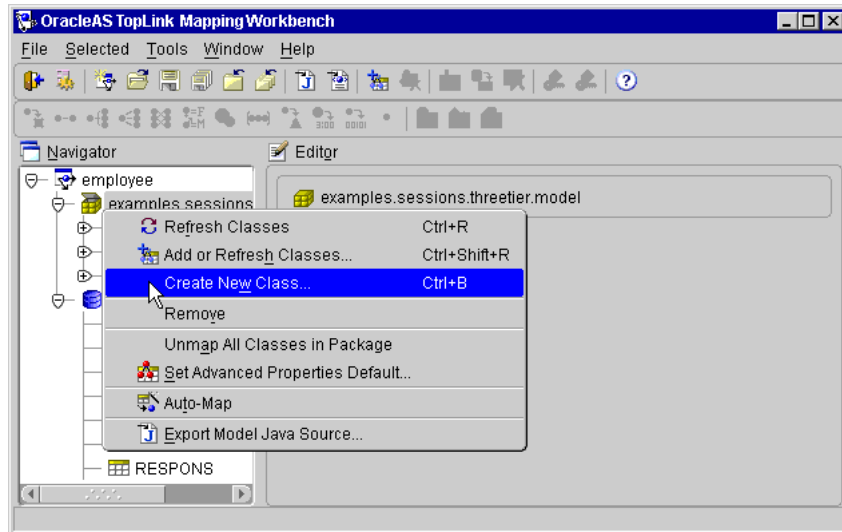 OracleAS TopLink Mapping Workbench
File Selected Tools Window Help
Navigator
Editor
employee
examples.sessions
examples.sessions.threetier.model
Refresh Classes Ctrl+R
Add or Refresh Classes... Ctrl+Shift+R
Create New Class... Ctrl+B
Remove
Unmap All Classes in Package
Set Advanced Properties Default...
Auto-Map
Export Model Java Source...
RESPONS